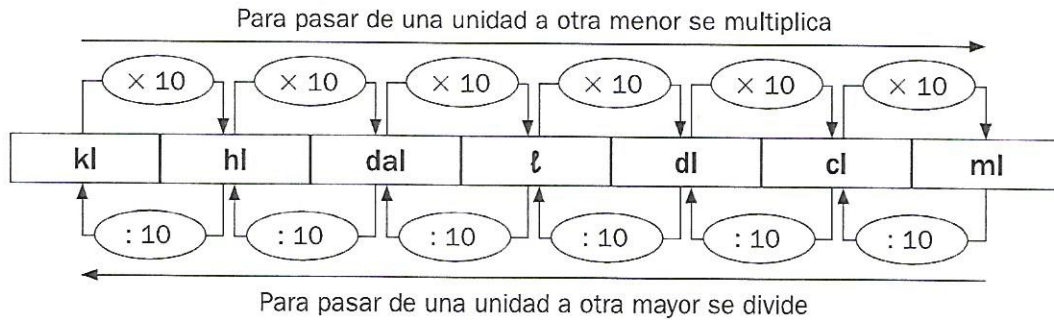 Para pasar de una unidad a otra menor se multiplica
× 10 × 10 × 10 × 10 × 10 × 10
kl hl dal ℓ dl cl ml
: 10 : 10 : 10 : 10 : 10 : 10
Para pasar de una unidad a otra mayor se divide